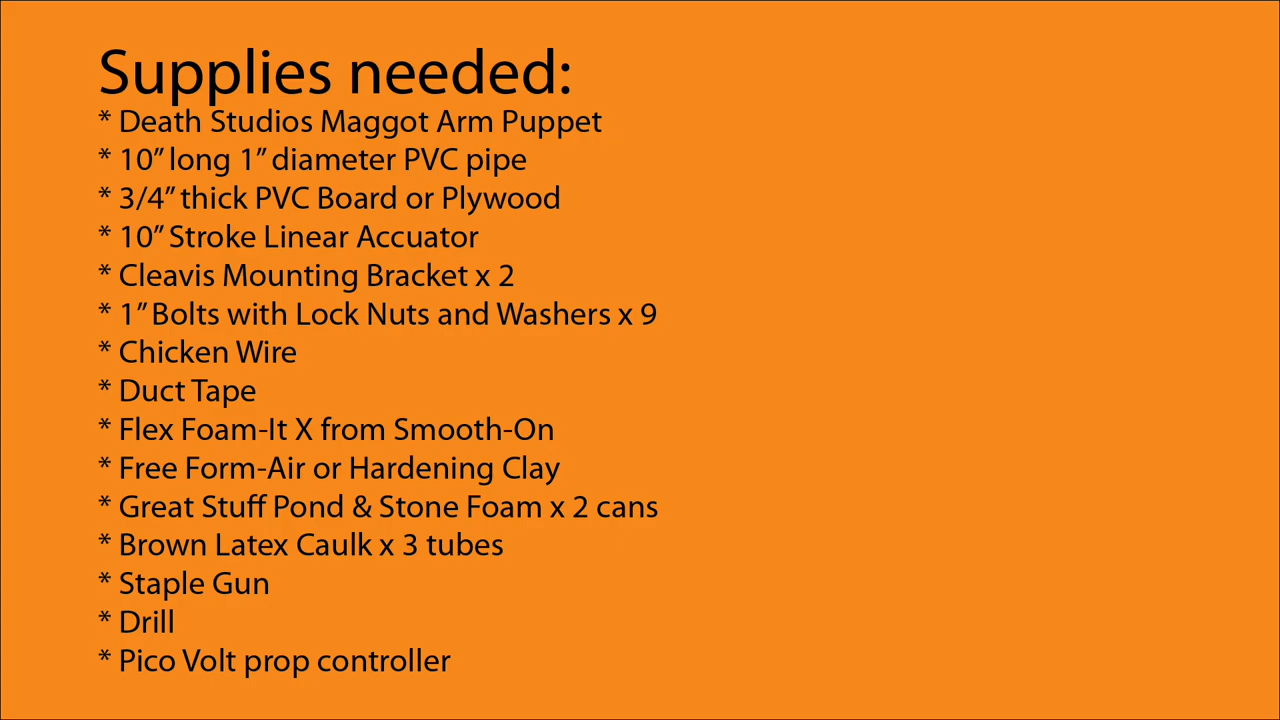 Supplies needed:
* Death Studios Maggot Arm Puppet
* 10” long 1” diameter PVC pipe
* 3/4” thick PVC Board or Plywood
* 10” Stroke Linear Accuator
* Cleavis Mounting Bracket x 2
* 1” Bolts with Lock Nuts and Washers x 9
* Chicken Wire
* Duct Tape
* Flex Foam-It X from Smooth-On
* Free Form-Air or Hardening Clay
* Great Stuff Pond & Stone Foam x 2 cans
* Brown Latex Caulk x 3 tubes
* Staple Gun
* Drill
* Pico Volt prop controller